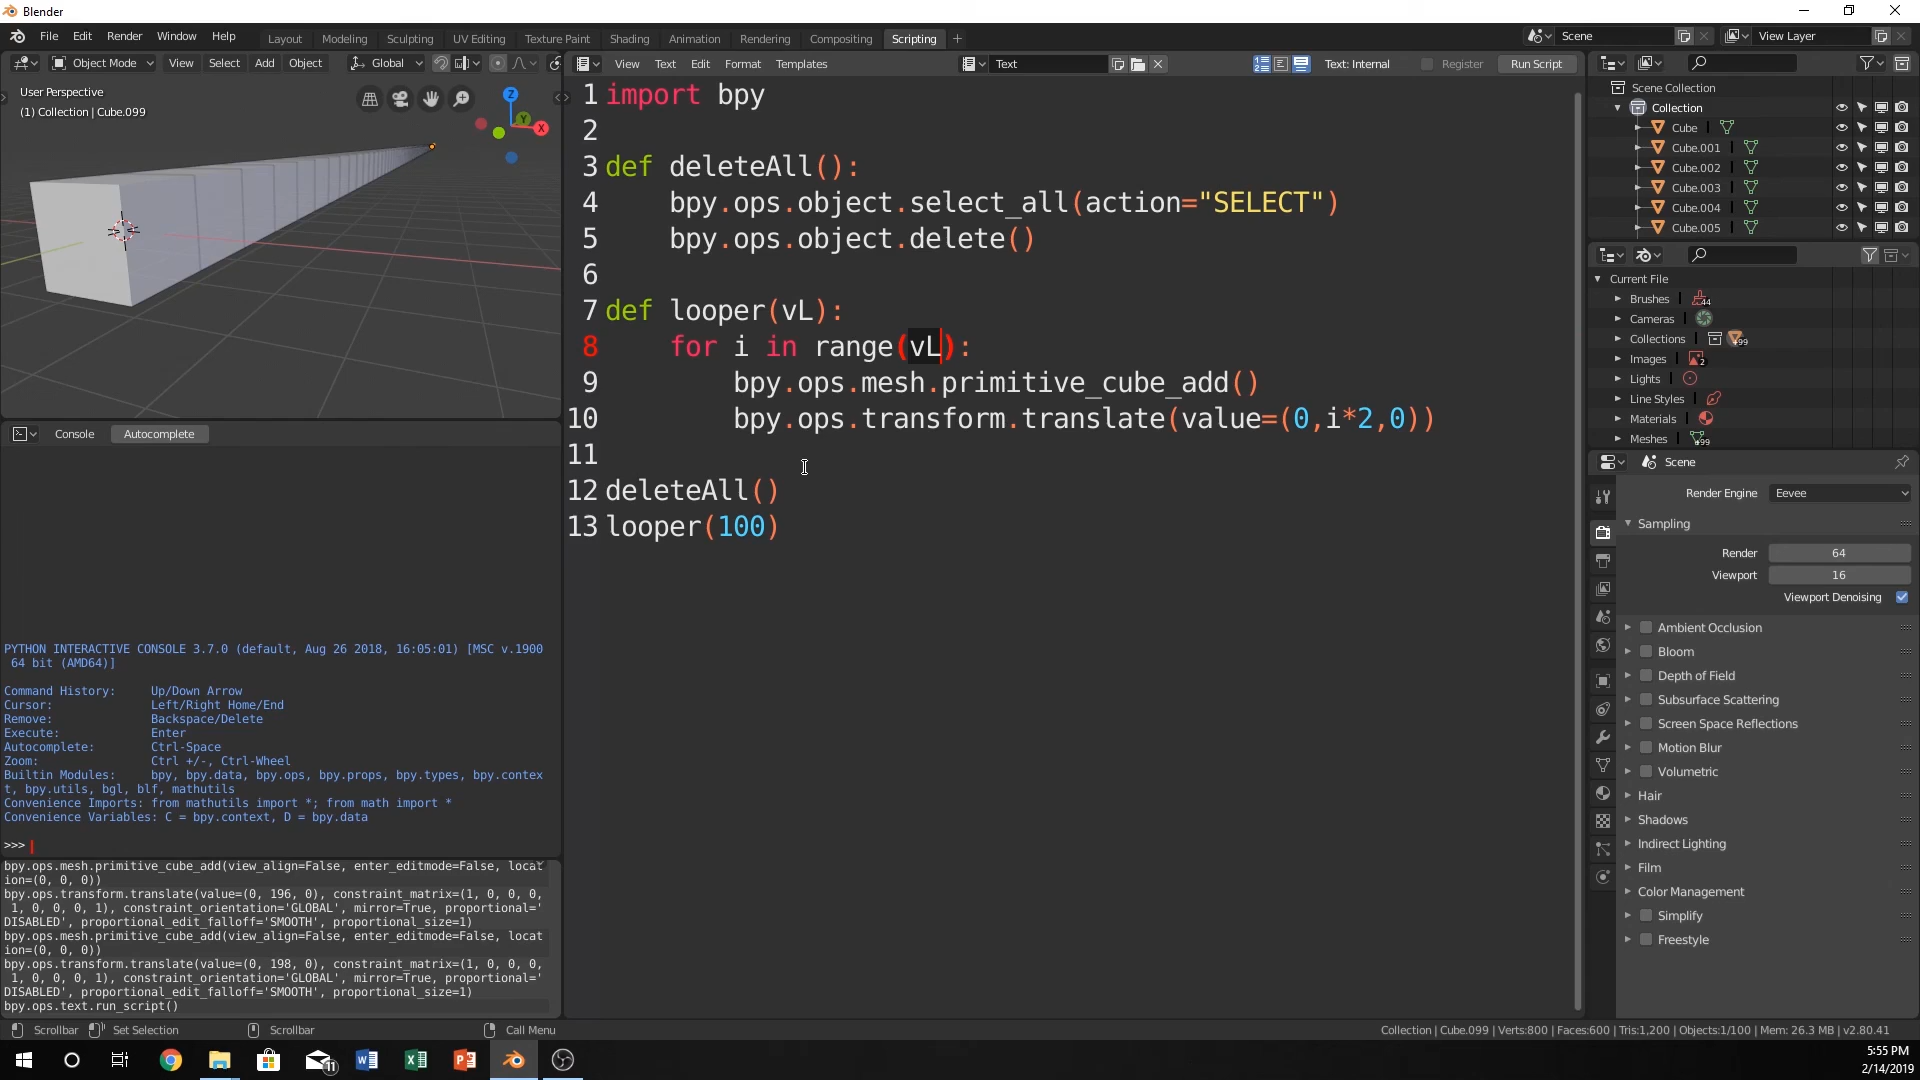 Blender
File Edit Render Window Help Layout Modeling Sculpting UV Editing Texture Paint Shading Animation Rendering Compositing Scripting Scene View Layer
Object Mode View Select Add Object Global
User Perspective
(1) Collection | Cube.099
X
Y
Z
View Text Edit Format Templates Text Text: Internal Register Run Script
1 import bpy
2
3 def deleteAll():
4 bpy.ops.object.select_all(action="SELECT")
5 bpy.ops.object.delete()
6
7 def looper(vL):
8 for i in range(vL):
9 bpy.ops.mesh.primitive_cube_add()
10 bpy.ops.transform.translate(value=(0,i*2,0))
11
12 deleteAll()
13 looper(100)
Console Autocomplete
PYTHON INTERACTIVE CONSOLE 3.7.0 (default, Aug 26 2018, 16:05:01) [MSC v.1900
64 bit (AMD64)]
Command History: Up/Down Arrow
Cursor: Left/Right Home/End
Remove: Backspace/Delete
Execute: Enter
Autocomplete: Ctrl-Space
Zoom: Ctrl +/-, Ctrl-Wheel
Builtin Modules: bpy, bpy.data, bpy.ops, bpy.props, bpy.types, bpy.contex
t, bpy.utils, bgl, blf, mathutils
Convenience Imports: from mathutils import *; from math import *
Convenience Variables: C = bpy.context, D = bpy.data
>>>
bpy.ops.mesh.primitive_cube_add(view_align=False, enter_editmode=False, locat
ion=(0, 0, 0))
bpy.ops.transform.translate(value=(0, 196, 0), constraint_matrix=(1, 0, 0, 0,
1, 0, 0, 0, 1), constraint_orientation='GLOBAL', mirror=True, proportional='
DISABLED', proportional_edit_falloff='SMOOTH', proportional_size=1)
bpy.ops.mesh.primitive_cube_add(view_align=False, enter_editmode=False, locat
ion=(0, 0, 0))
bpy.ops.transform.translate(value=(0, 198, 0), constraint_matrix=(1, 0, 0, 0,
1, 0, 0, 0, 1), constraint_orientation='GLOBAL', mirror=True, proportional='
DISABLED', proportional_edit_falloff='SMOOTH', proportional_size=1)
bpy.ops.text.run_script()
Scene Collection
Collection
Cube
Cube.001
Cube.002
Cube.003
Cube.004
Cube.005
Current File
Brushes 44
Cameras
Collections +99
Images 2
Lights
Line Styles
Materials
Meshes +99
Scene
Render Engine Eevee
Sampling
Render 64
Viewport 16
Viewport Denoising
Ambient Occlusion
Bloom
Depth of Field
Subsurface Scattering
Screen Space Reflections
Motion Blur
Volumetric
Hair
Shadows
Indirect Lighting
Film
Color Management
Simplify
Freestyle
Scrollbar Set Selection Scrollbar Call Menu Collection | Cube.099 | Verts:800 | Faces:600 | Tris:1,200 | Objects:1/100 | Mem: 26.3 MB | v2.80.41
11
5:55 PM
2/14/2019